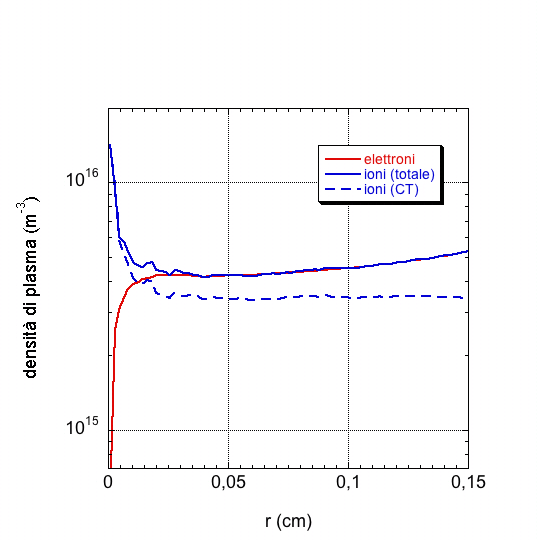 elettroni
ioni (totale)
ioni (CT)
10^16
densità di plasma (m^-3)
10^15
0 0,05 0,1 0,15
r (cm)